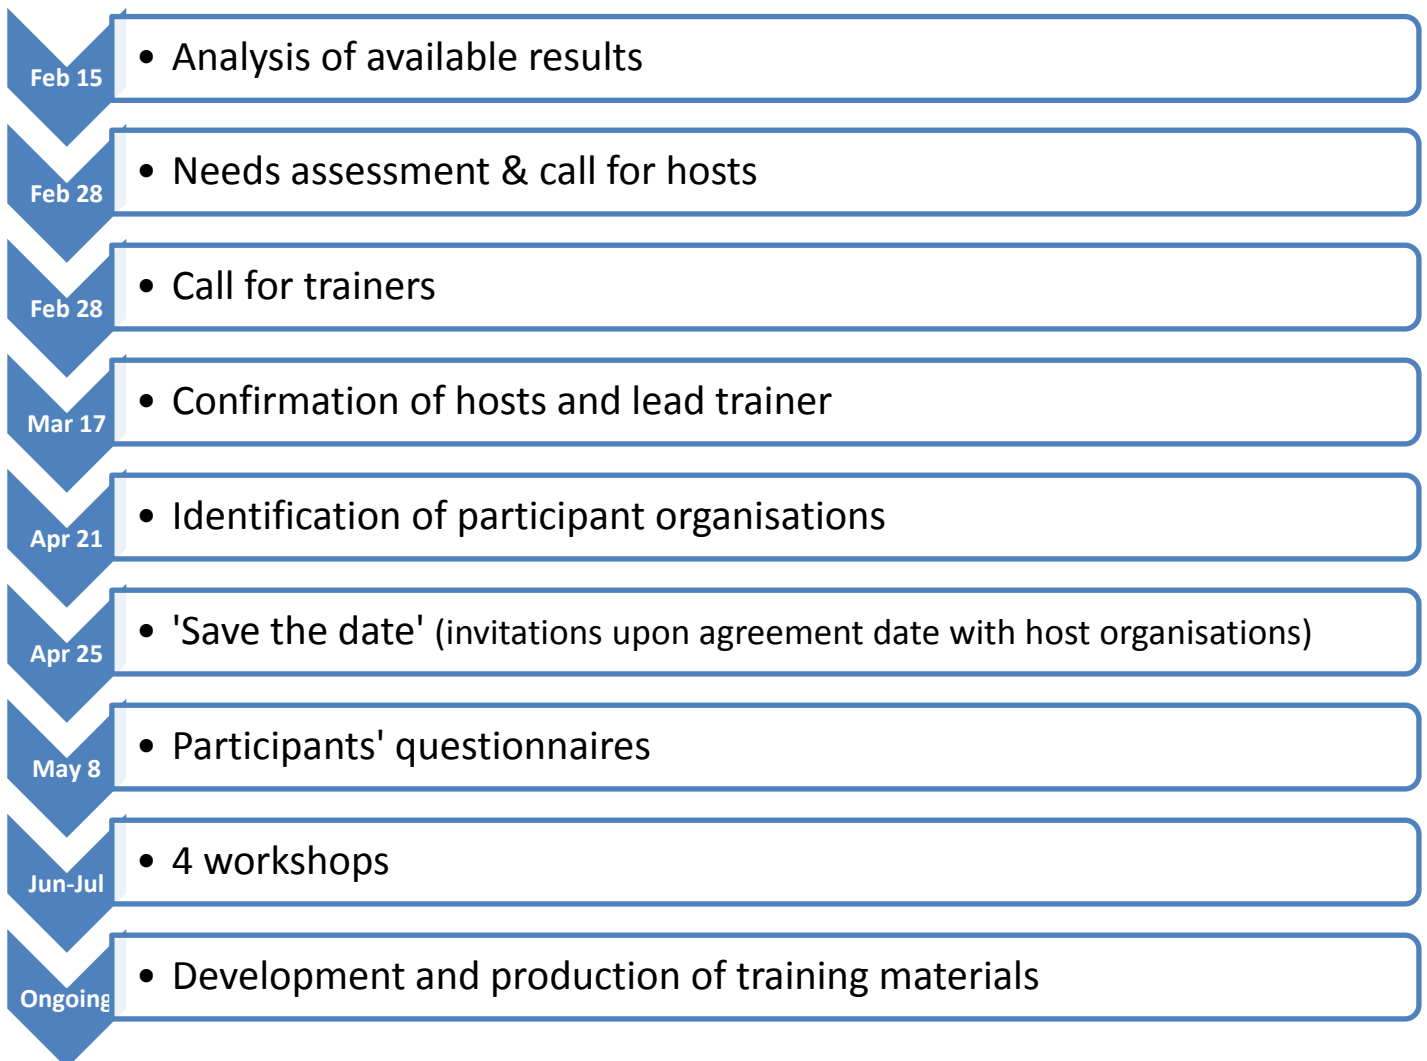 Feb 15
• Analysis of available results
Feb 28
• Needs assessment & call for hosts
Feb 28
• Call for trainers
Mar 17
• Confirmation of hosts and lead trainer
Apr 21
• Identification of participant organisations
Apr 25
• 'Save the date' (invitations upon agreement date with host organisations)
May 8
• Participants' questionnaires
Jun-Jul
• 4 workshops
Ongoing
• Development and production of training materials